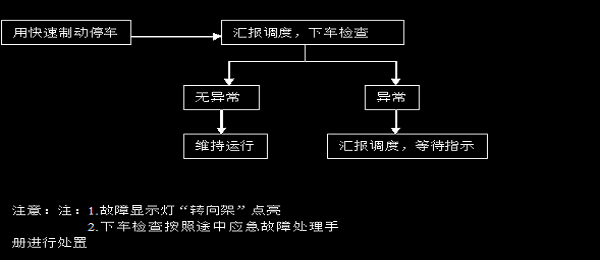 用快速制动停车
汇报调度，下车检查
无异常
异常
维持运行
汇报调度，等待指示
注意：注：1.故障显示灯“转向架”点亮
2.下车检查按照途中应急故障处理手
册进行处置